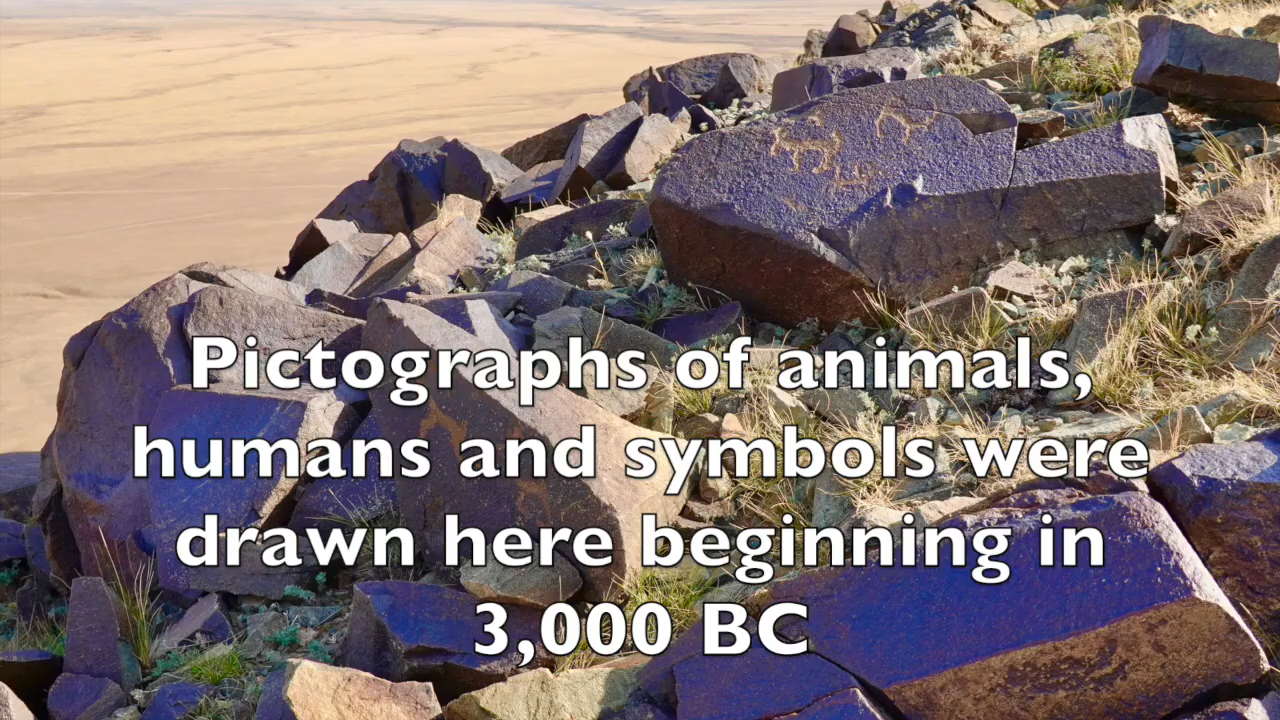 Pictographs of animals,
humans and symbols were
drawn here beginning in
3,000 BC